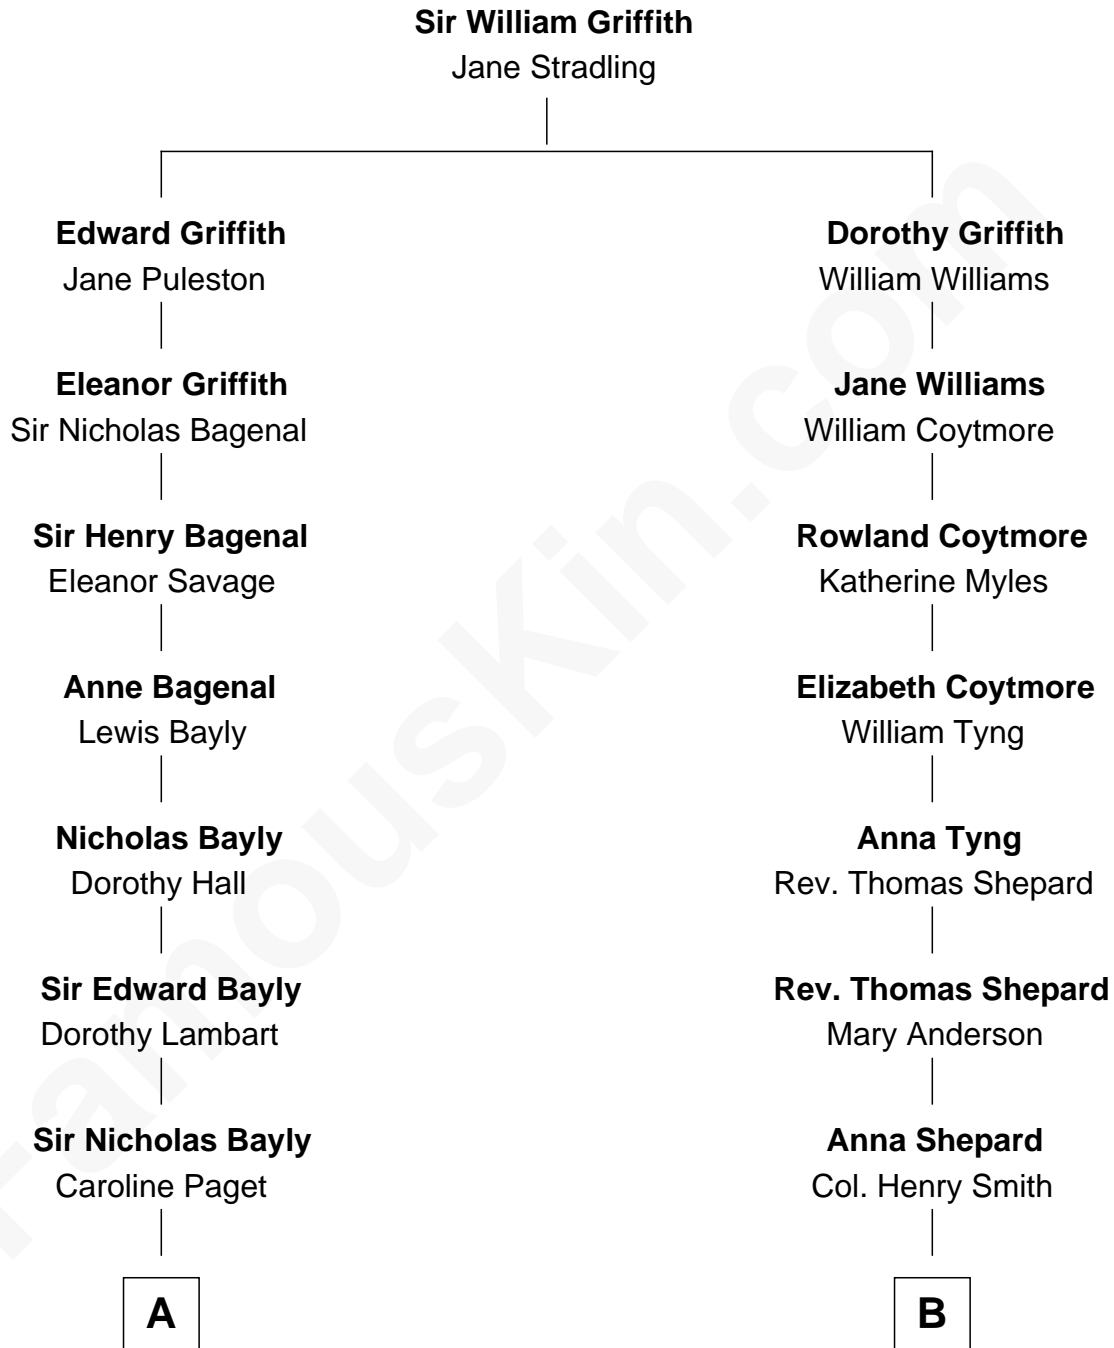 Sir William Griffith
Jane Stradling
Edward Griffith
Jane Puleston
Eleanor Griffith
Sir Nicholas Bagenal
Sir Henry Bagenal
Eleanor Savage
Anne Bagenal
Lewis Bayly
Nicholas Bayly
Dorothy Hall
Sir Edward Bayly
Dorothy Lambart
Sir Nicholas Bayly
Caroline Paget
A
Dorothy Griffith
William Williams
Jane Williams
William Coytmore
Rowland Coytmore
Katherine Myles
Elizabeth Coytmore
William Tyng
Anna Tyng
Rev. Thomas Shepard
Rev. Thomas Shepard
Mary Anderson
Anna Shepard
Col. Henry Smith
B
FamousKin.com